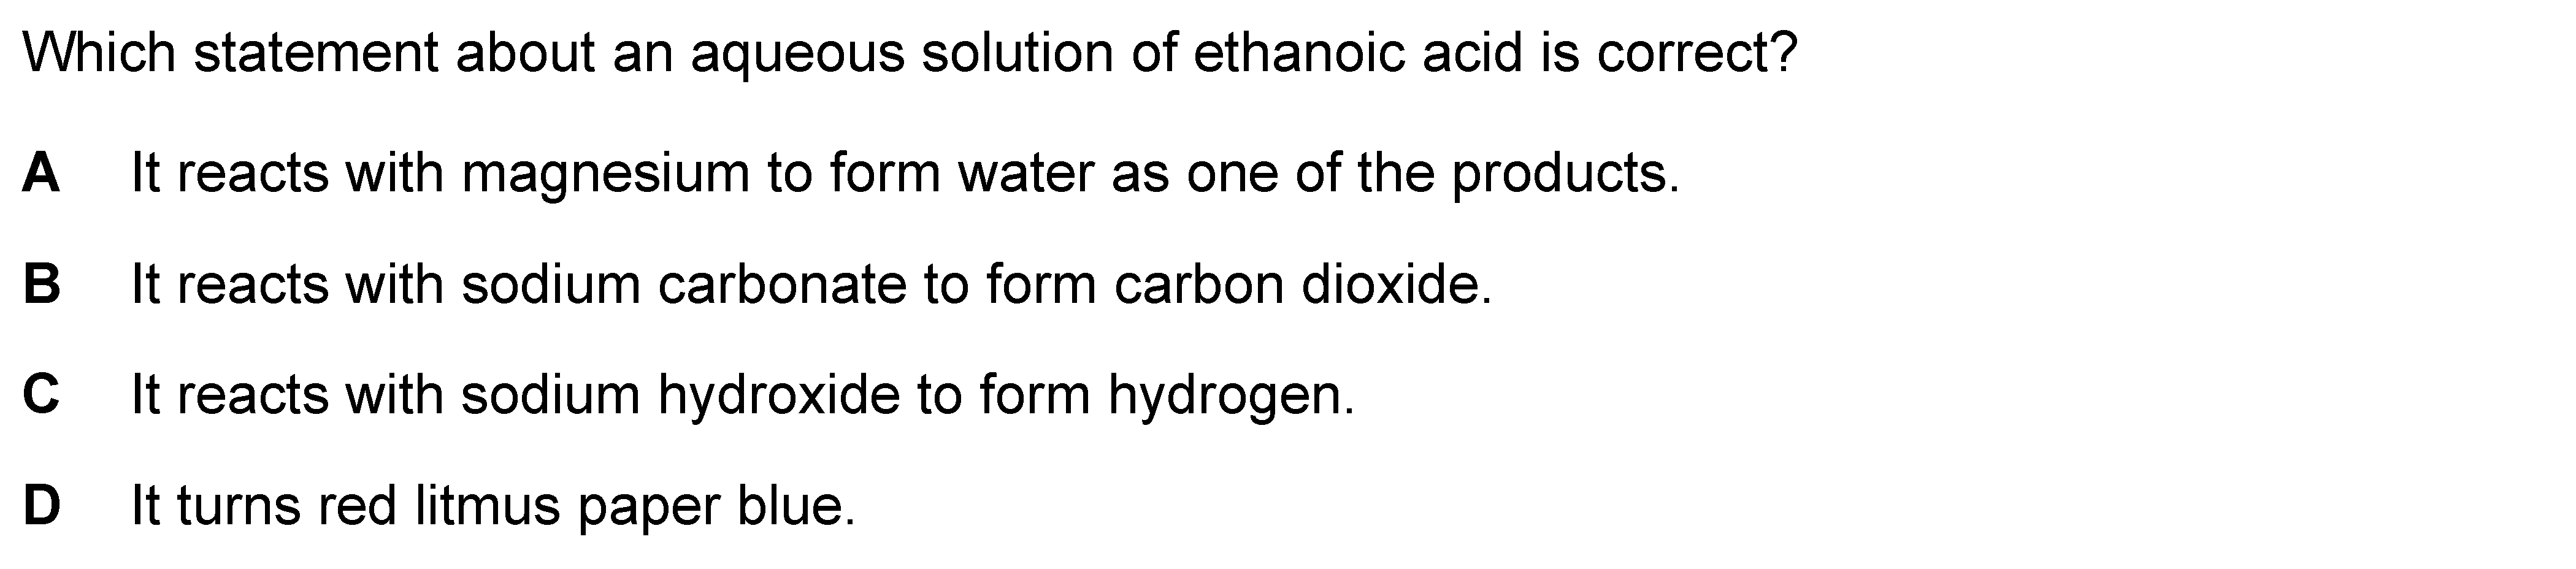 Which statement about an aqueous solution of ethanoic acid is correct?
A It reacts with magnesium to form water as one of the products.
B It reacts with sodium carbonate to form carbon dioxide.
C It reacts with sodium hydroxide to form hydrogen.
D It turns red litmus paper blue.